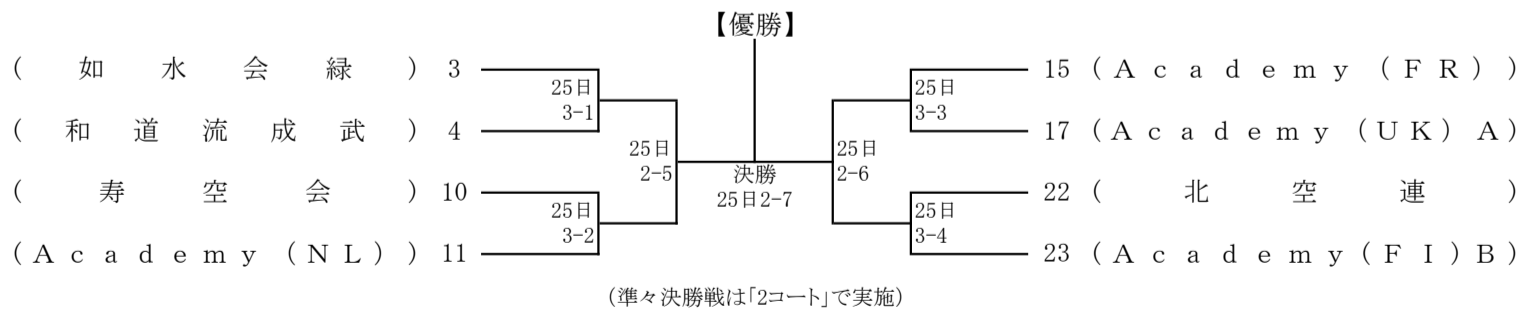 【優勝】
(如水会緑) 3
25日
3-1
(和道流成武) 4
25日
2-5
(寿空会) 10
25日
3-2
(Academy(NL)) 11
決勝
25日2-7
15 (Academy(FR))
25日
3-3
17 (Academy(UK)A)
25日
2-6
22 (北空連)
25日
3-4
23 (Academy(FI)B)
(準々決勝戦は「2コート」で実施)